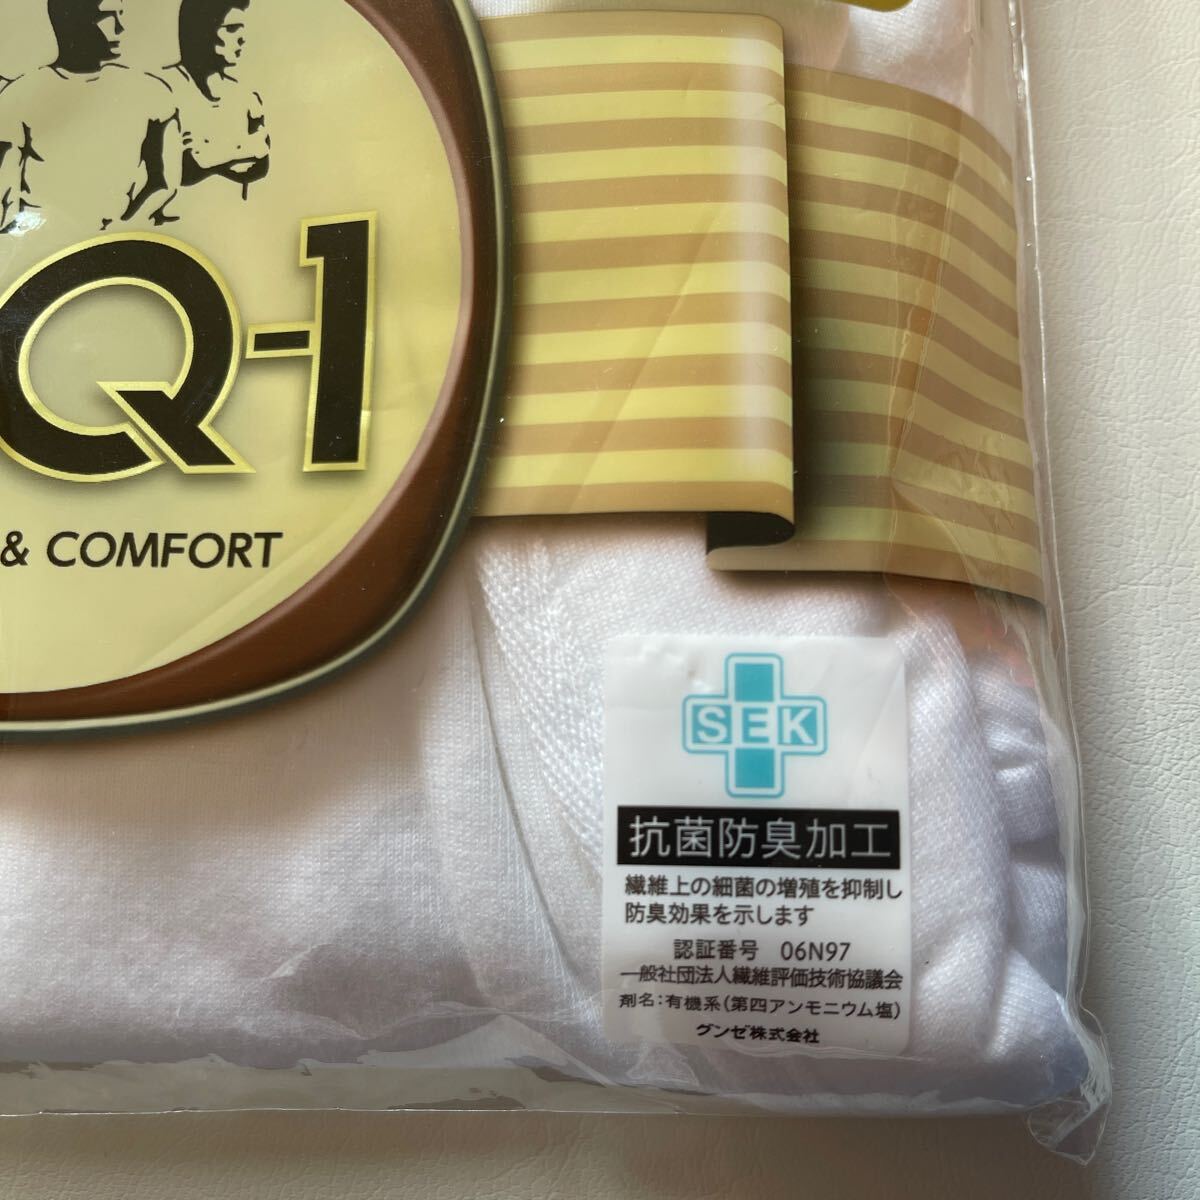 Q-1
& COMFORT
SEK
抗菌防臭加工
繊維上の細菌の増殖を抑制し
防臭効果を示します
認証番号 06N97
一般社団法人繊維評価技術協議会
剤名:有機系(第四アンモニウム塩)
グンゼ株式会社